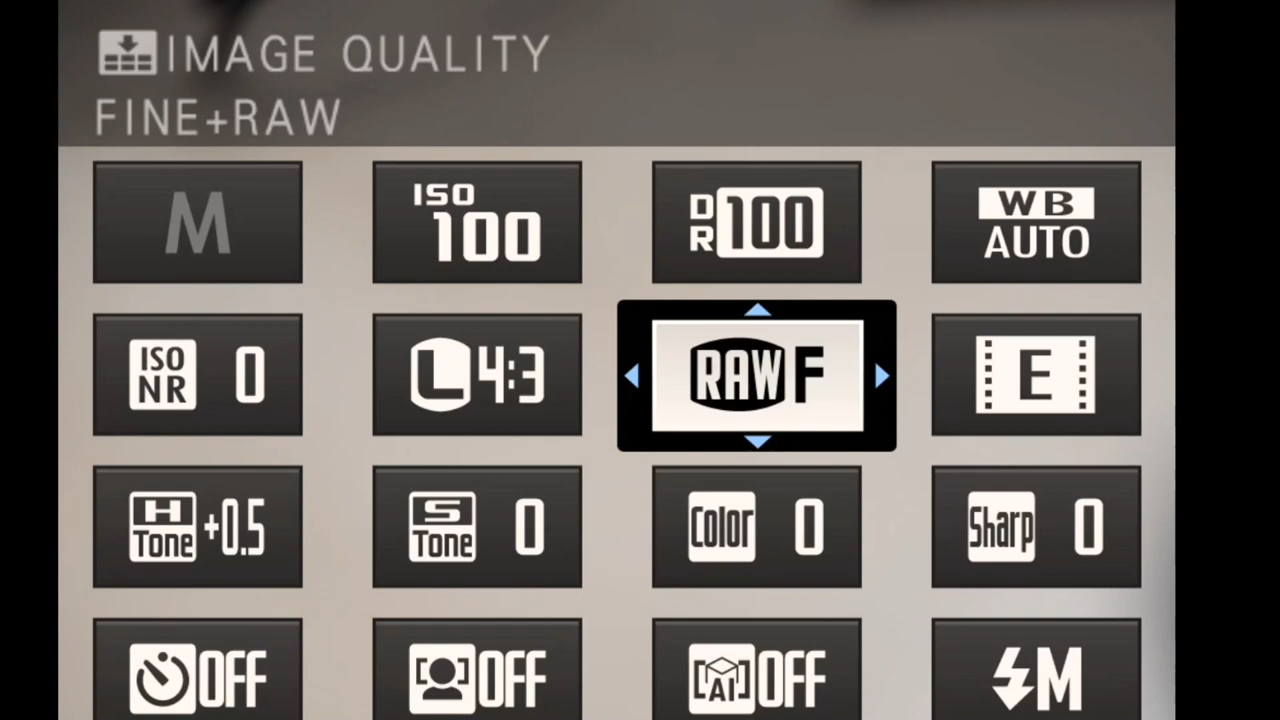 IMAGE QUALITY
FINE+RAW
M
ISO 100
DR 100
WB AUTO
ISO NR 0
L 4:3
RAW F
E
H Tone +0.5
S Tone 0
Color 0
Sharp 0
OFF
OFF
AI OFF
M